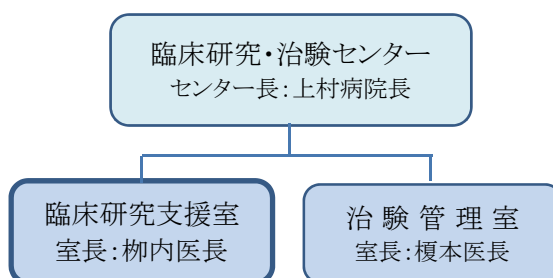 臨床研究・治験センター
センター長：上村病院長
臨床研究支援室
室長：栁内医長
治 験 管 理 室
室長：榎本医長